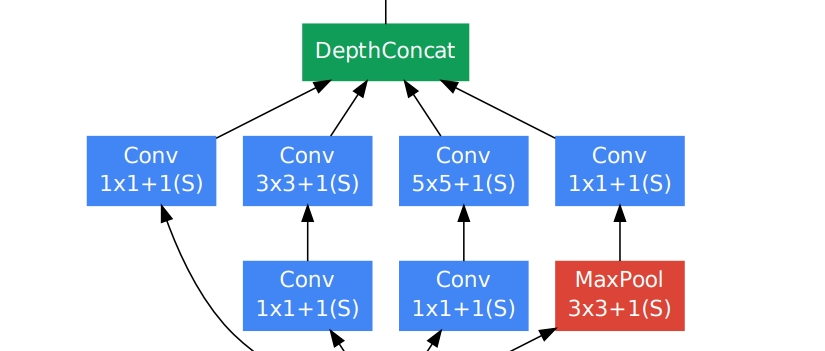 DepthConcat
Conv
1x1+1(S)
Conv
3x3+1(S)
Conv
5x5+1(S)
Conv
1x1+1(S)
Conv
1x1+1(S)
Conv
1x1+1(S)
MaxPool
3x3+1(S)